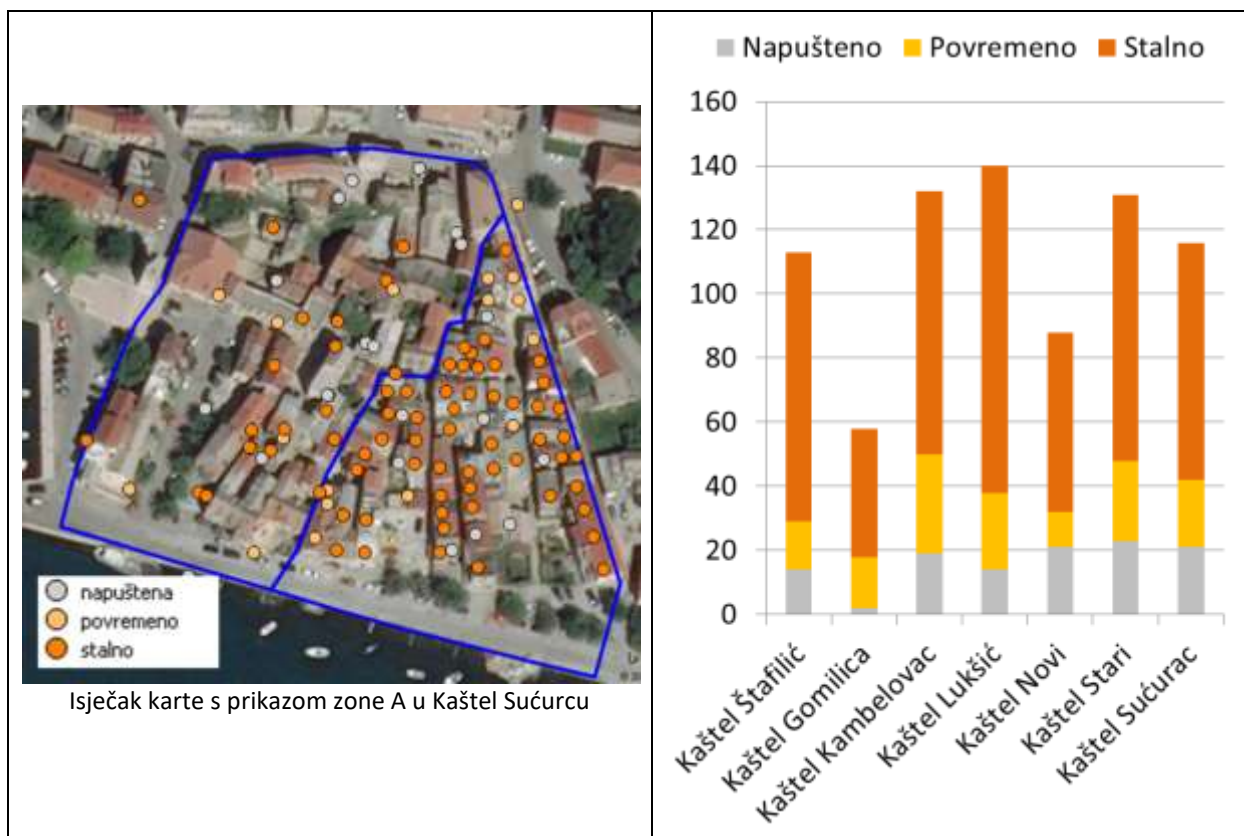 napuštena
povremeno
stalno
Isječak karte s prikazom zone A u Kaštel Sućurcu
Napušteno Povremeno Stalno
160
140
120
100
80
60
40
20
0
Kaštel Štafilić
Kaštel Gomilica
Kaštel Kambelovac
Kaštel Lukšić
Kaštel Novi
Kaštel Stari
Kaštel Sućurac